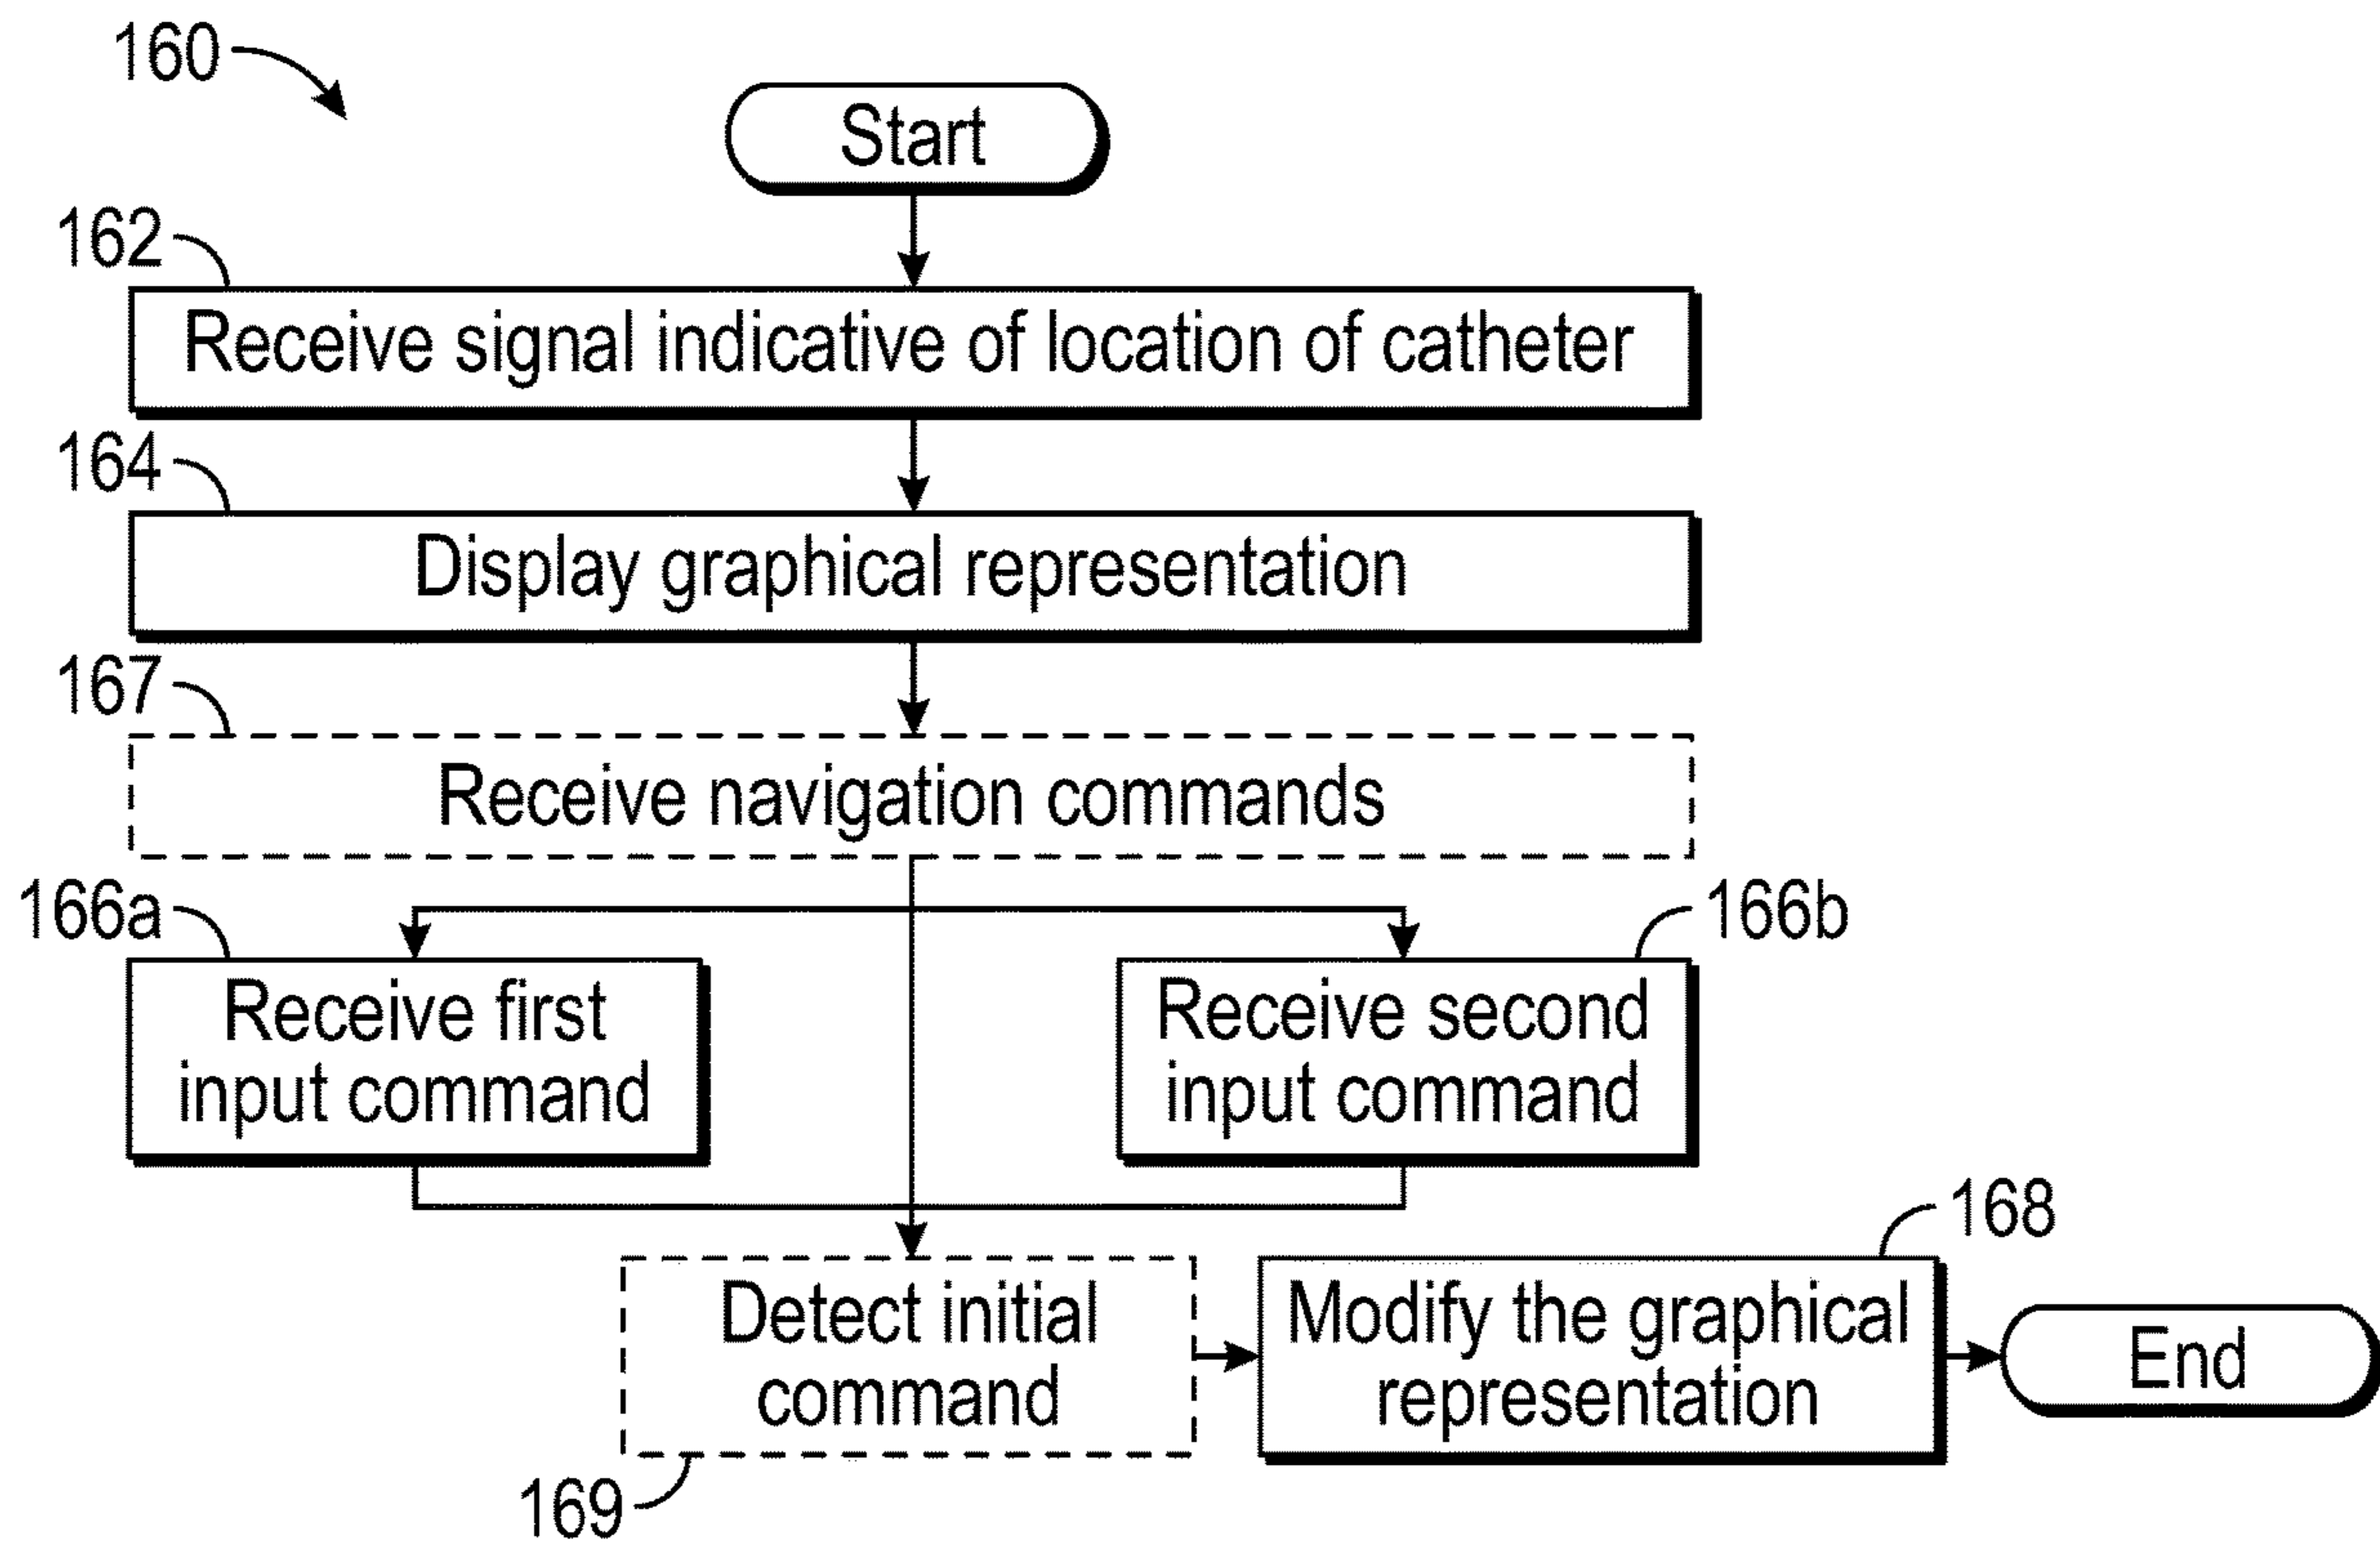 160
Start
162
Receive signal indicative of location of catheter
164
Display graphical representation
167
Receive navigation commands
166a
Receive first
input command
166b
Receive second
input command
168
Detect initial
command
Modify the graphical
representation
End
169